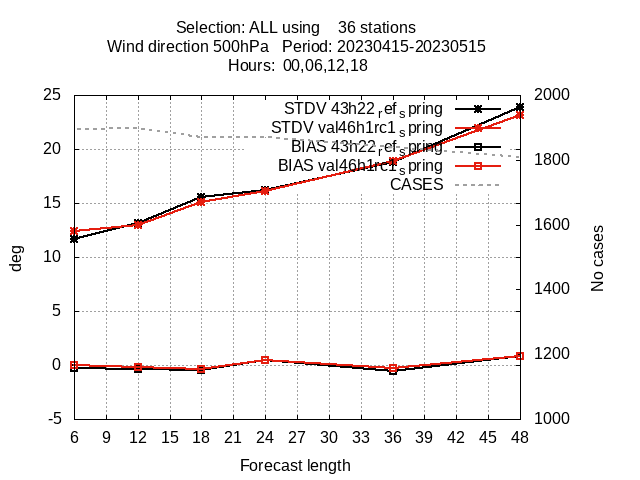 Selection: ALL using    36 stations
Wind direction 500hPa   Period: 20230415-20230515
Hours:  00,06,12,18
STDV 43h22_ref_spring
STDV val46h1rc1_spring
BIAS 43h22_ref_spring
BIAS val46h1rc1_spring
CASES
25
20
15
10
5
0
-5
deg
2000
1800
1600
1400
1200
1000
No cases
6 9 12 15 18 21 24 27 30 33 36 39 42 45 48
Forecast length